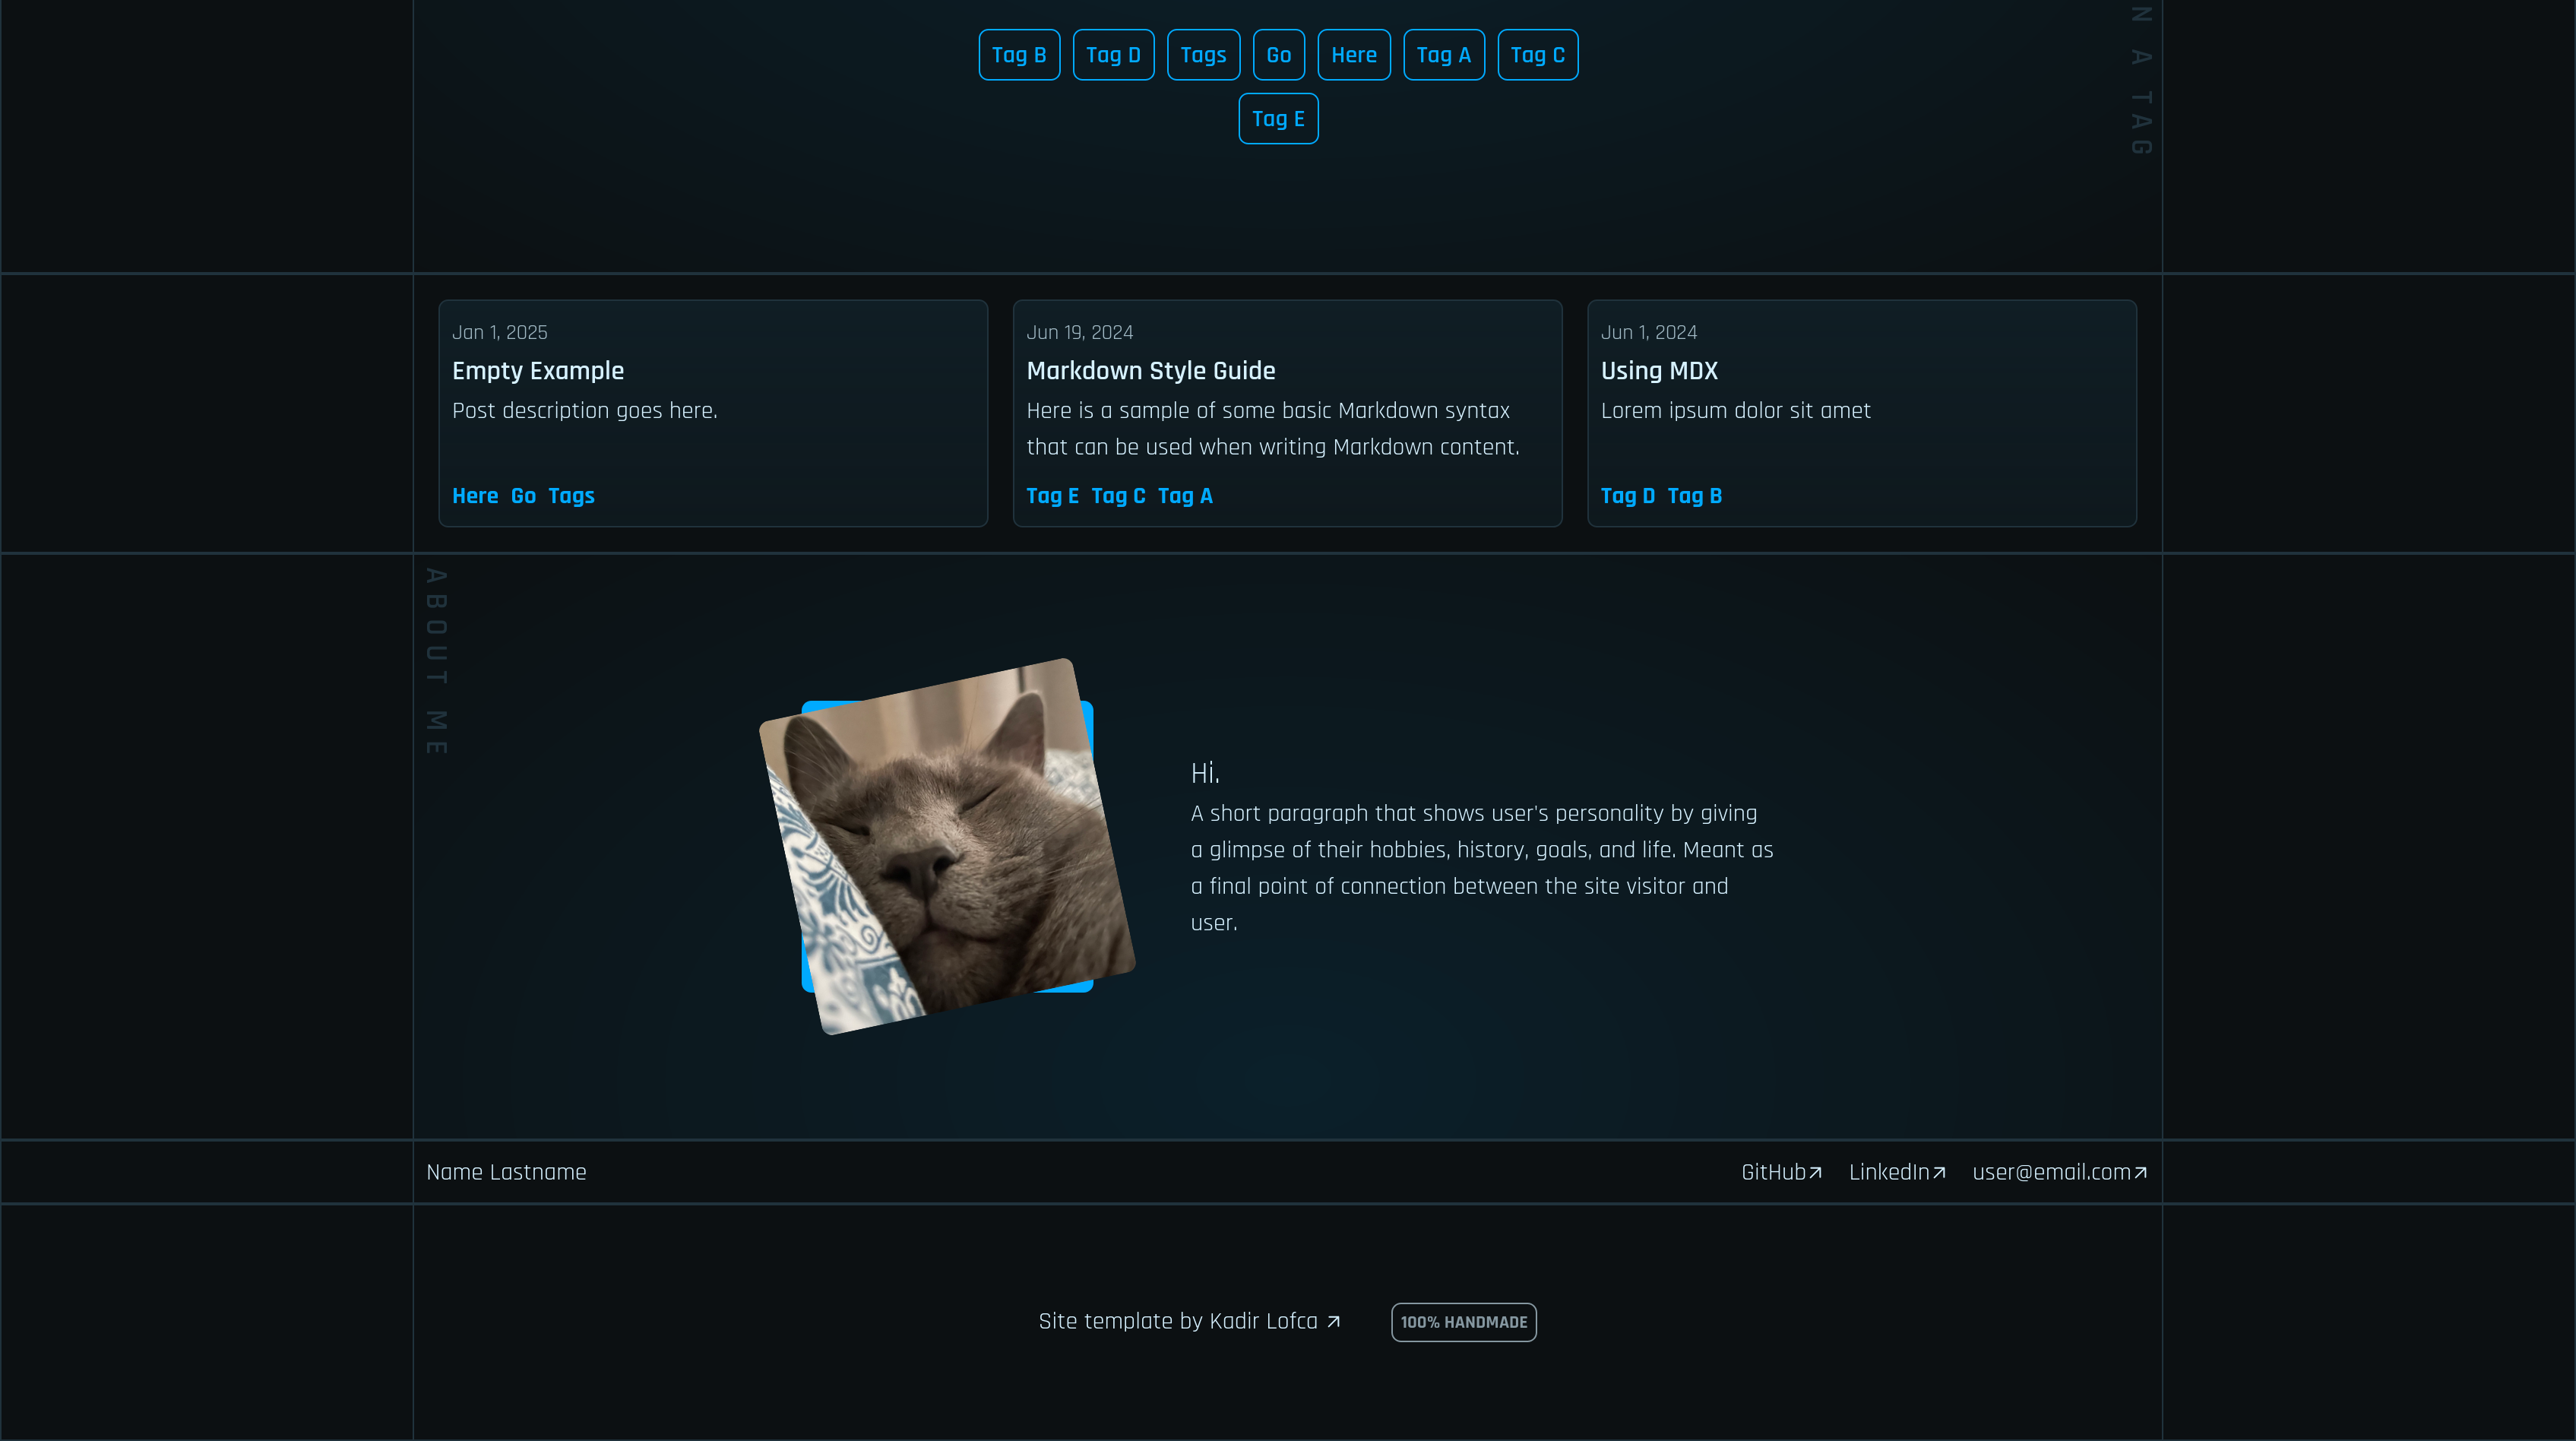 N A TAG
Tag B
Tag D
Tags
Go
Here
Tag A
Tag C
Tag E
Jan 1, 2025
Empty Example
Post description goes here.
Here Go Tags
Jun 19, 2024
Markdown Style Guide
Here is a sample of some basic Markdown syntax
that can be used when writing Markdown content.
Tag E Tag C Tag A
Jun 1, 2024
Using MDX
Lorem ipsum dolor sit amet
Tag D Tag B
ABOUT ME
Hi.
A short paragraph that shows user's personality by giving
a glimpse of their hobbies, history, goals, and life. Meant as
a final point of connection between the site visitor and
user.
Name Lastname
GitHub
LinkedIn
user@email.com
Site template by Kadir Lofca
100% HANDMADE